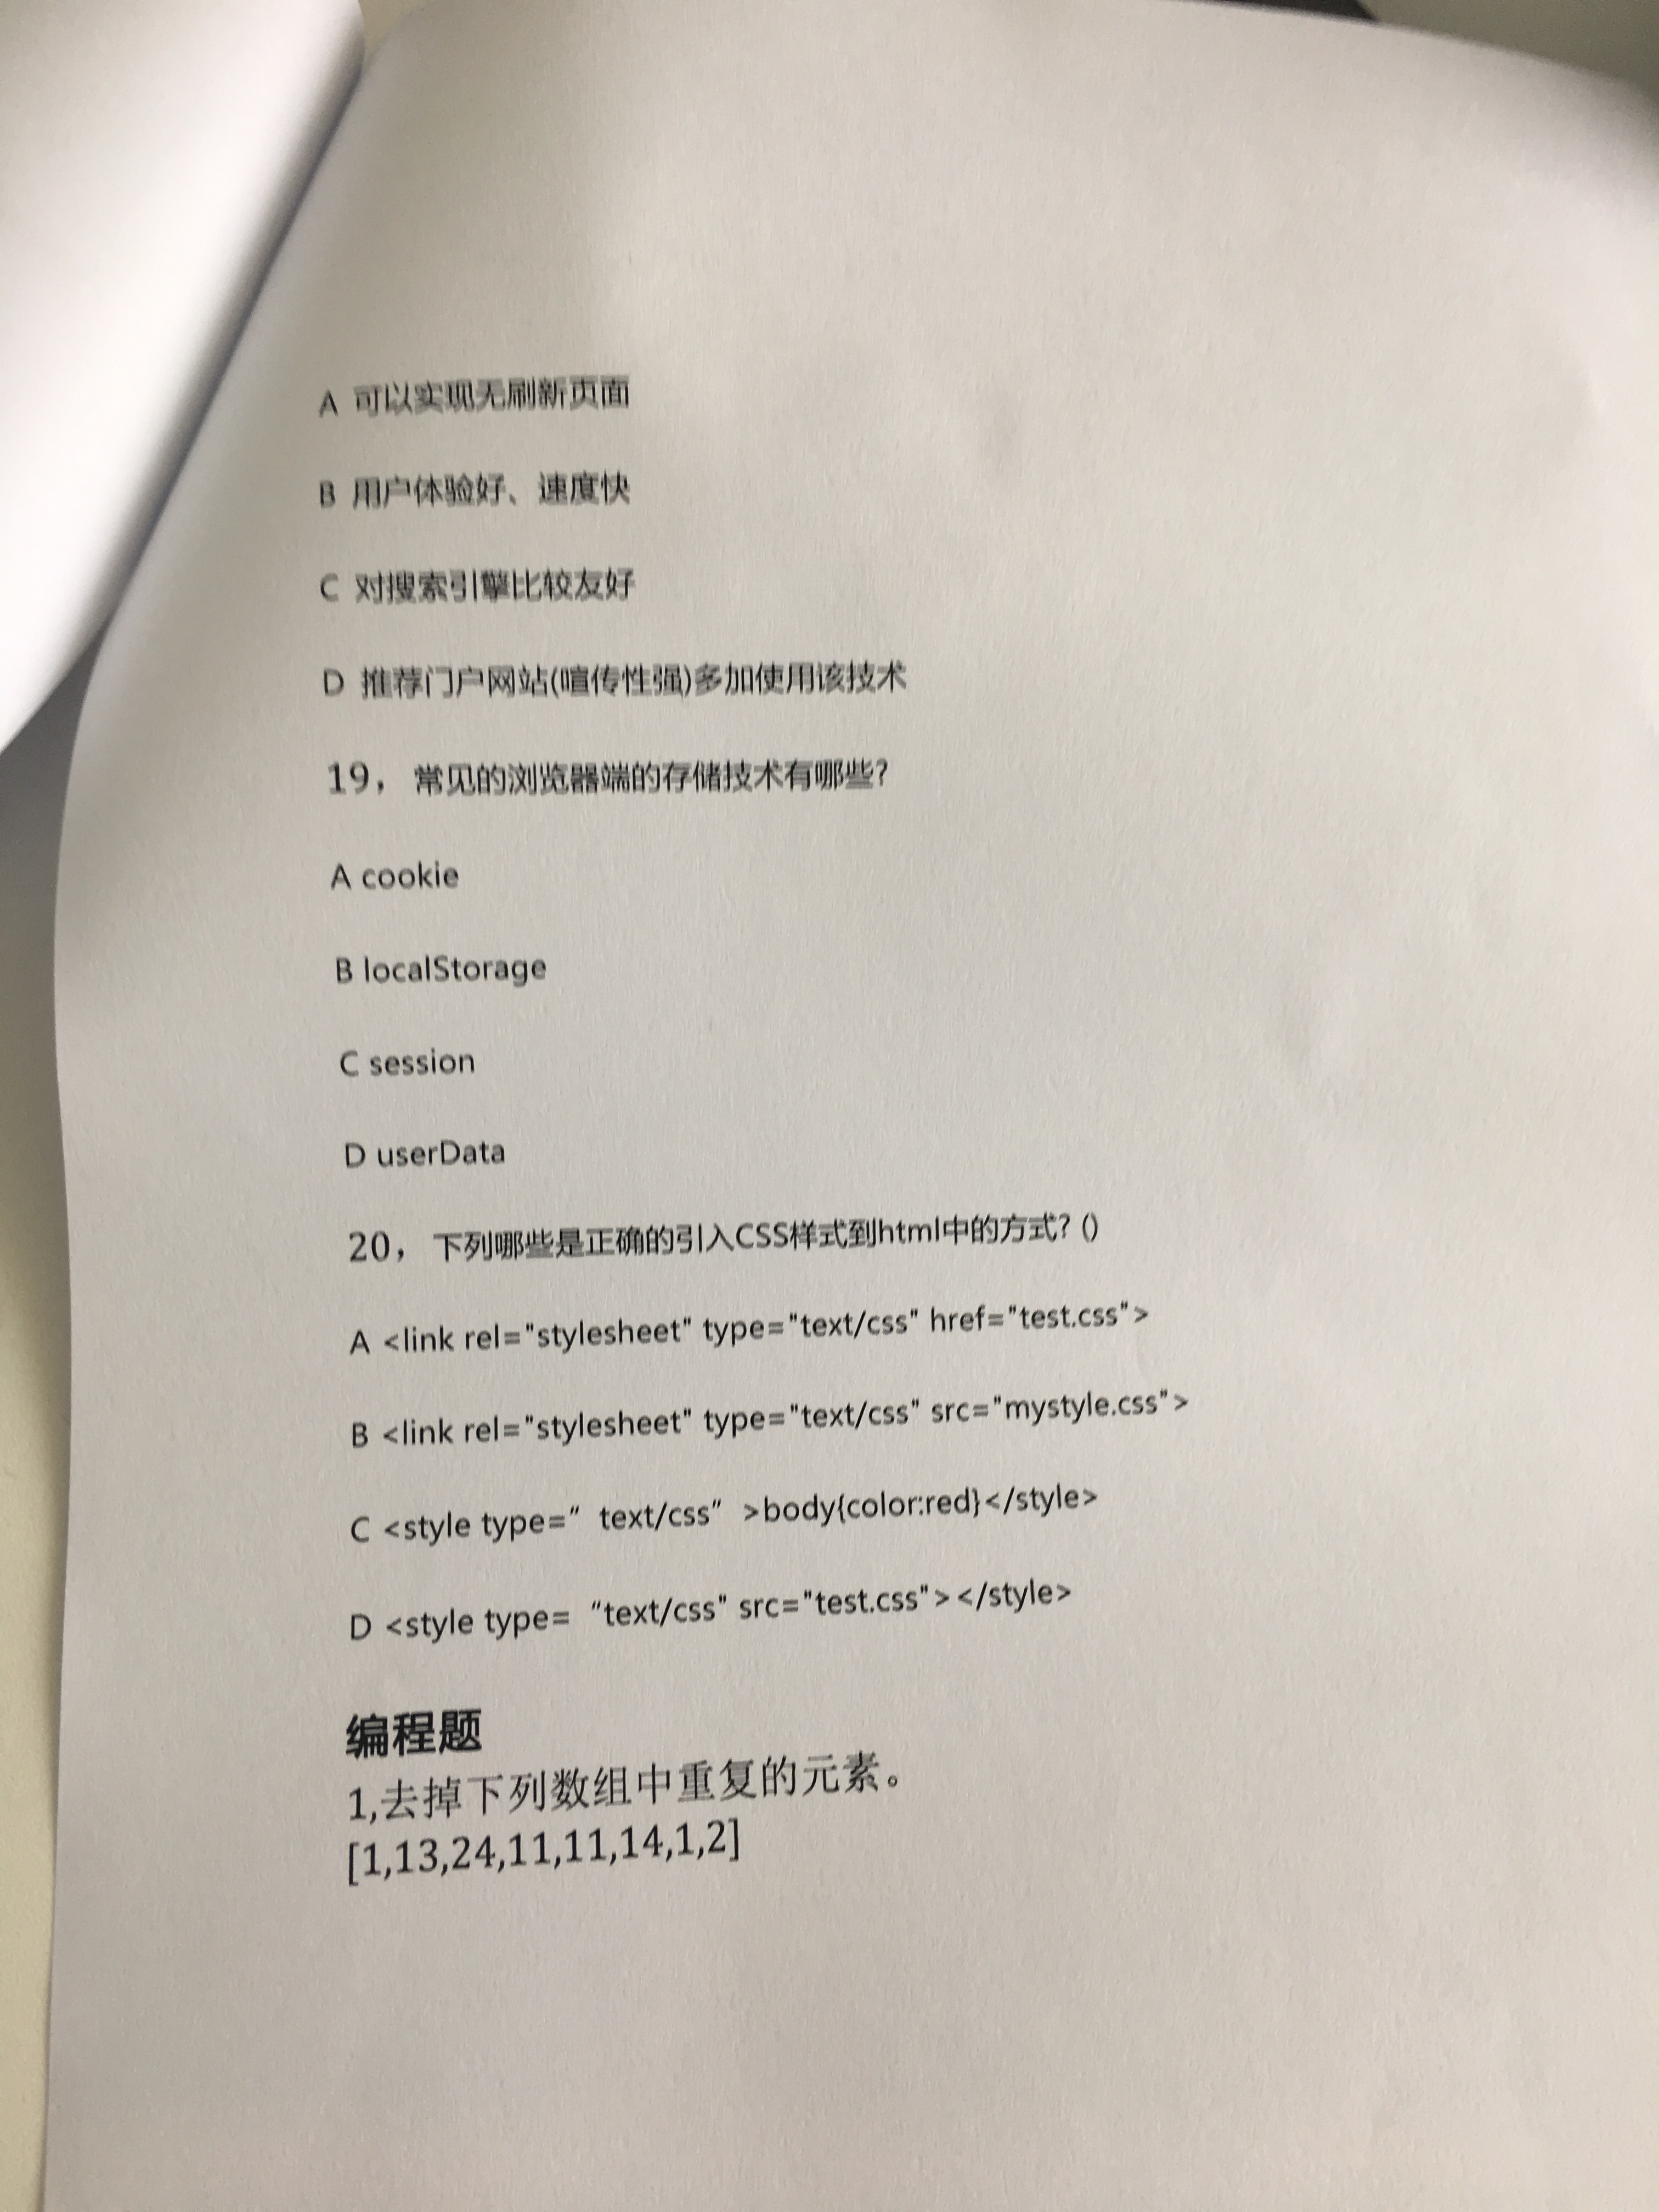 A 可以实现无刷新页面
B 用户体验好、速度快
C 对搜索引擎比较友好
D 推荐门户网站(喧传性强)多加使用该技术
19，常见的浏览器端的存储技术有哪些?
A cookie
B localStorage
C session
D userData
20，下列哪些是正确的引入CSS样式到html中的方式? ()
A <link rel="stylesheet" type="text/css" href="test.css">
B <link rel="stylesheet" type="text/css" src="mystyle.css">
C <style type=” text/css” >body{color:red}</style>
D <style type= “text/css" src="test.css"></style>
编程题
1,去掉下列数组中重复的元素。
[1,13,24,11,11,14,1,2]